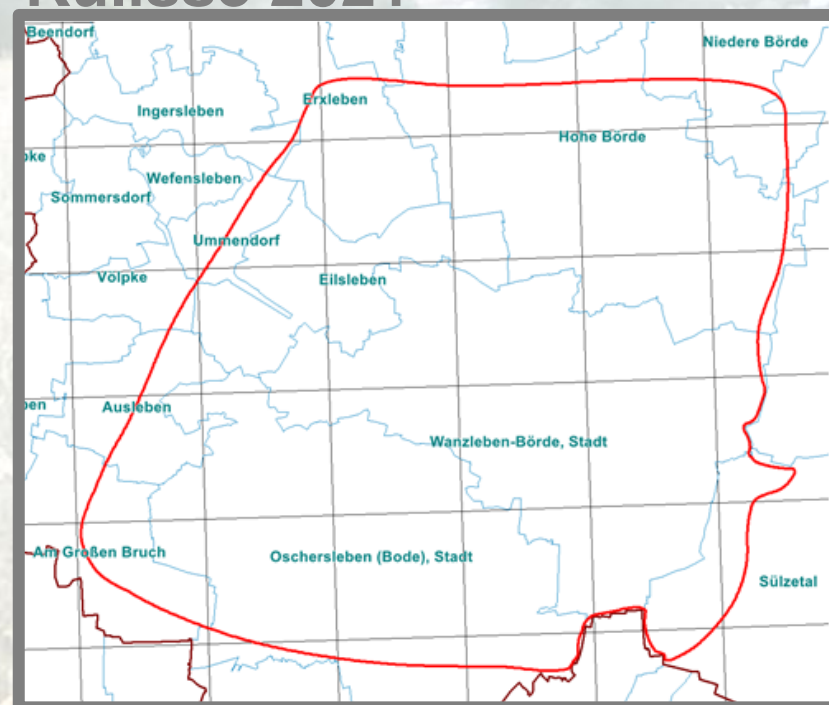 2021
Beendorf
Niedere Börde
Ingersleben
Erxleben
Hohe Börde
Wefensleben
Sommersdorf
Ummendorf
Völpke
Eilsleben
Ausleben
Wanzleben-Börde, Stadt
Am Großen Bruch
Oschersleben (Bode), Stadt
Sülzetal